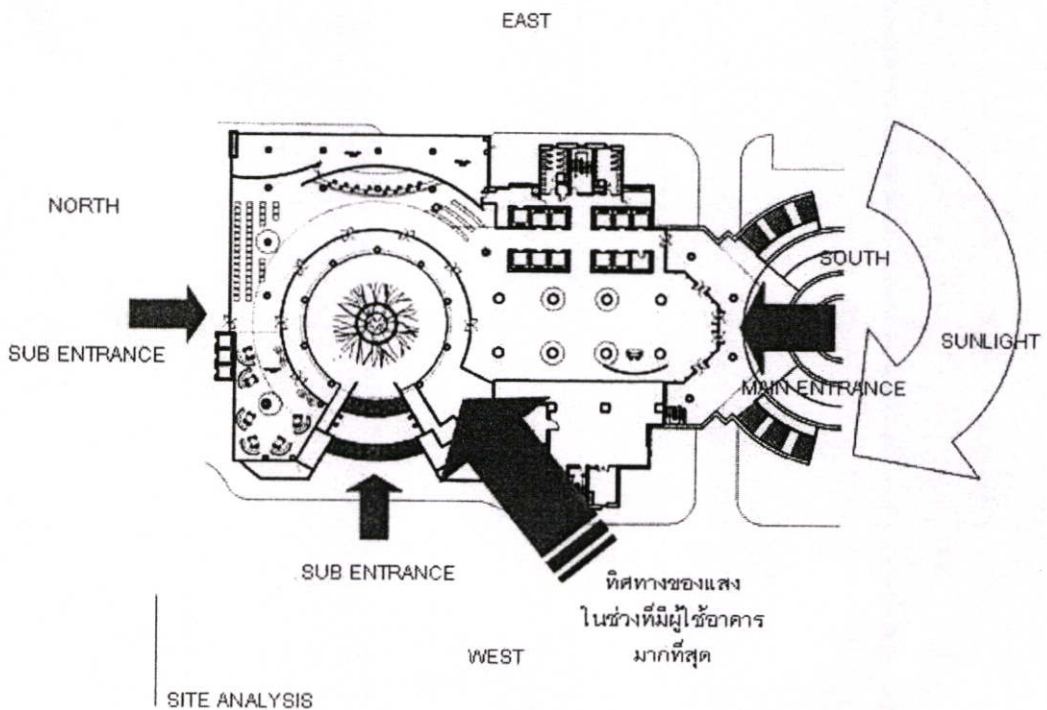 EAST
NORTH
SOUTH
SUB ENTRANCE
SUNLIGHT
MAIN ENTRANCE
SUB ENTRANCE
ทิศทางของแสง
ในช่วงที่มีผู้ใช้อาคาร
มากที่สุด
WEST
SITE ANALYSIS